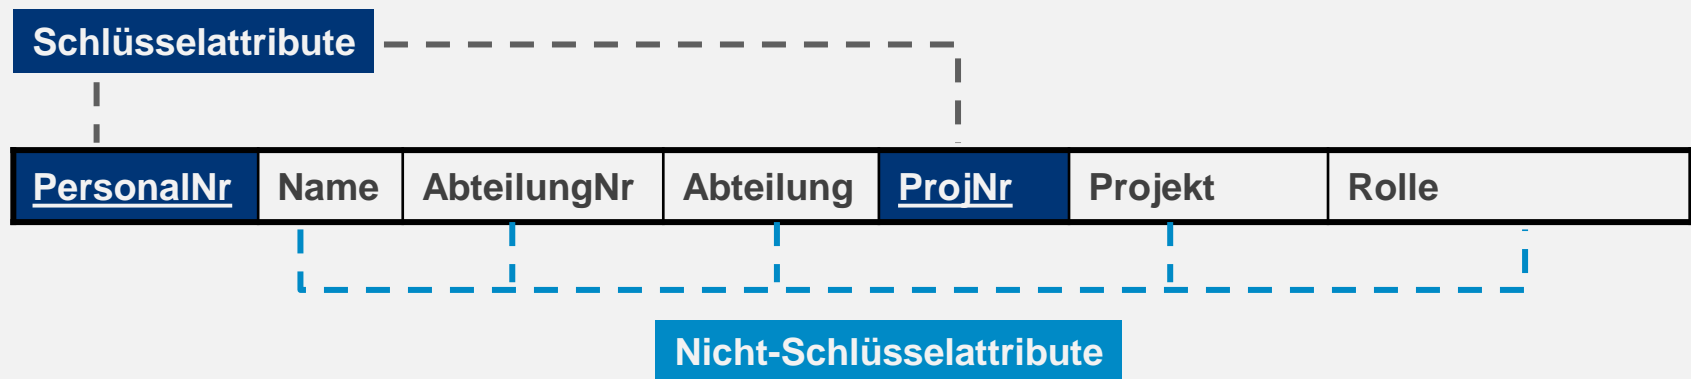 Schlüsselattribute
PersonalNr Name AbteilungNr Abteilung ProjNr Projekt Rolle
Nicht-Schlüsselattribute